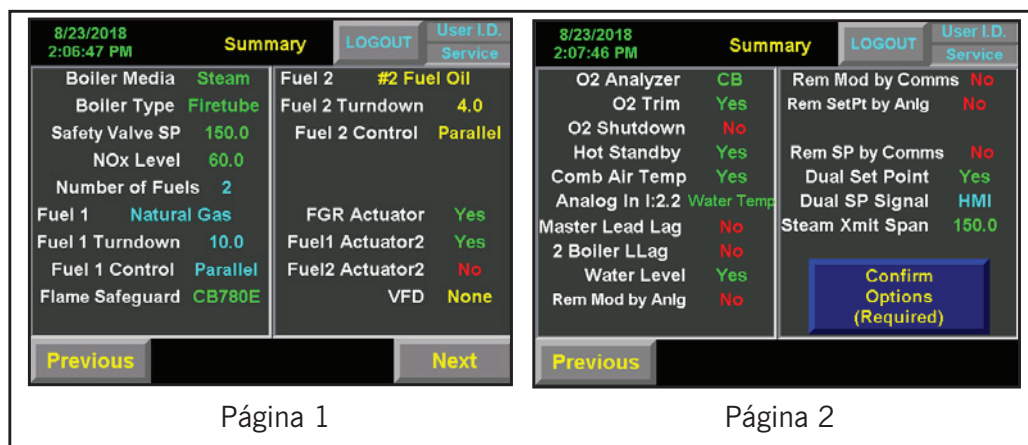 8/23/2018
2:06:47 PM
Summary
LOGOUT
User I.D.
Service
Boiler Media Steam
Boiler Type Firetube
Safety Valve SP 150.0
NOx Level 60.0
Number of Fuels 2
Fuel 1 Natural Gas
Fuel 1 Turndown 10.0
Fuel 1 Control Parallel
Flame Safeguard CB780E
Fuel 2 #2 Fuel Oil
Fuel 2 Turndown 4.0
Fuel 2 Control Parallel
FGR Actuator Yes
Fuel1 Actuator2 Yes
Fuel2 Actuator2 No
VFD None
Previous
Next
Página 1
8/23/2018
2:07:46 PM
Summary
LOGOUT
User I.D.
Service
O2 Analyzer CB
O2 Trim Yes
O2 Shutdown No
Hot Standby Yes
Comb Air Temp Yes
Analog In I:2.2 Water Temp
Master Lead Lag No
2 Boiler LLag No
Water Level Yes
Rem Mod by Anlg No
Rem Mod by Comms No
Rem SetPt by Anlg No
Rem SP by Comms No
Dual Set Point Yes
Dual SP Signal HMI
Steam Xmit Span 150.0
Confirm
Options
(Required)
Previous
Página 2